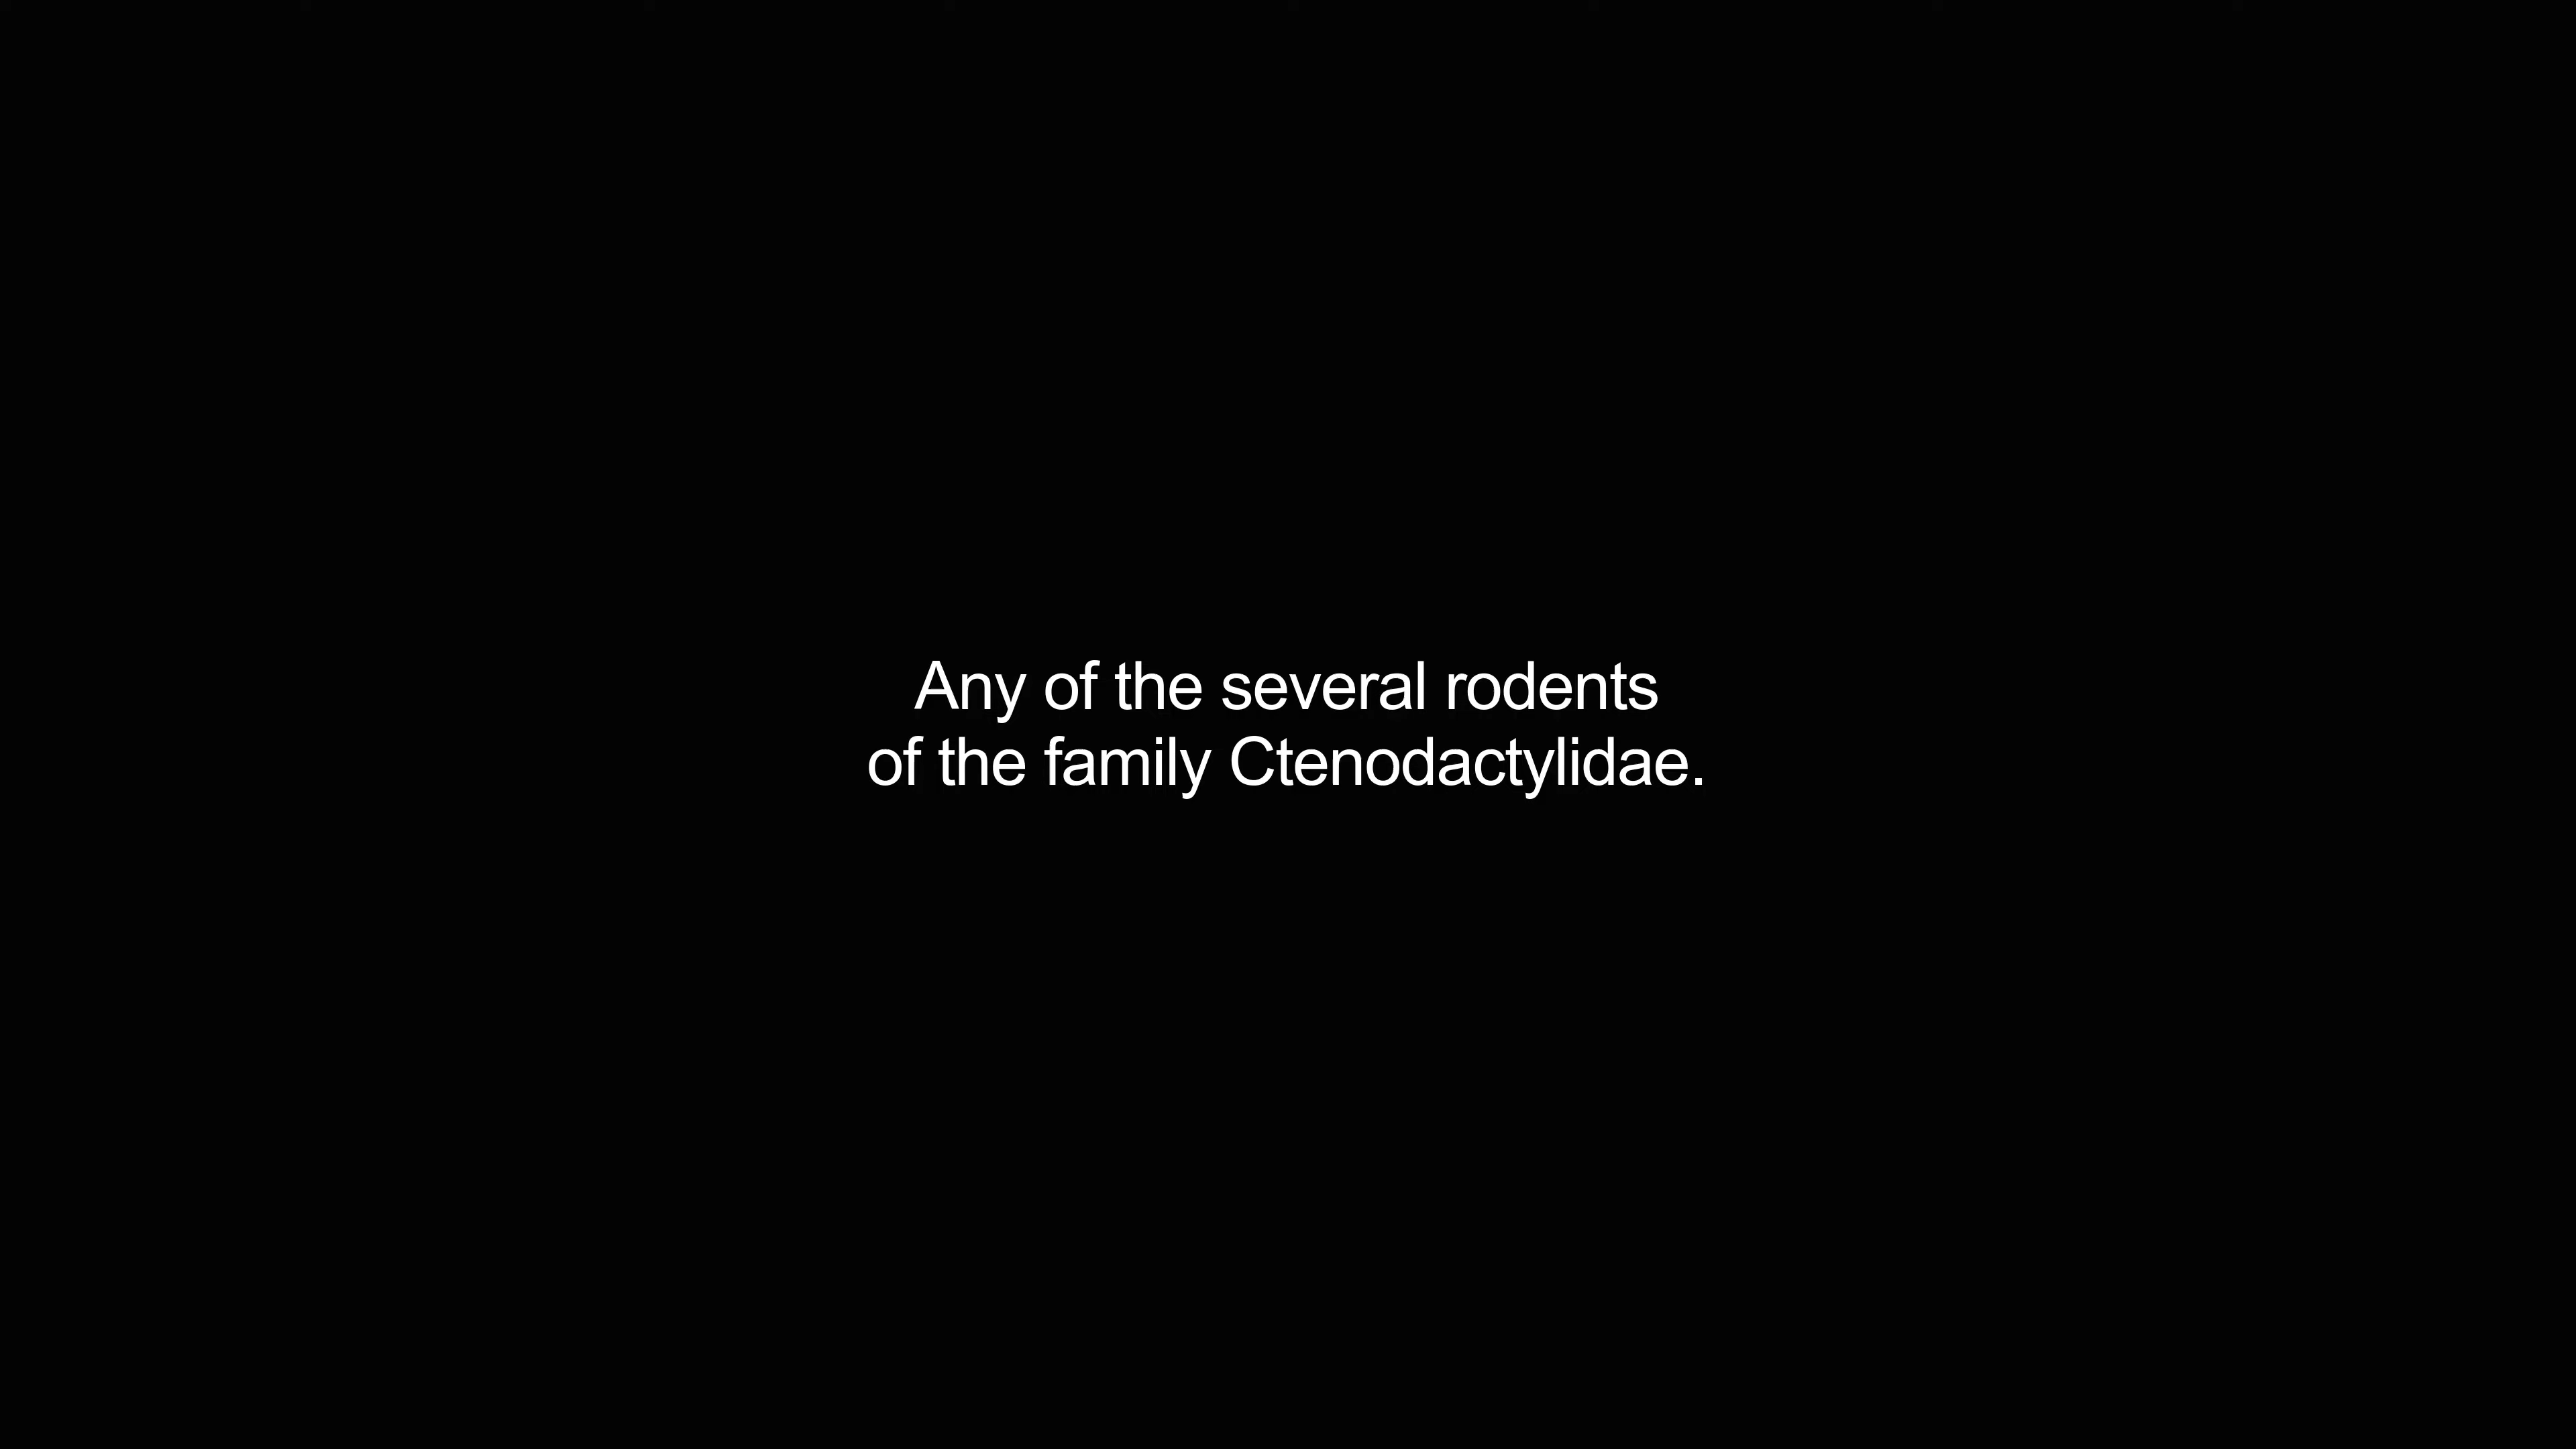 Any of the several rodents
of the family Ctenodactylidae.